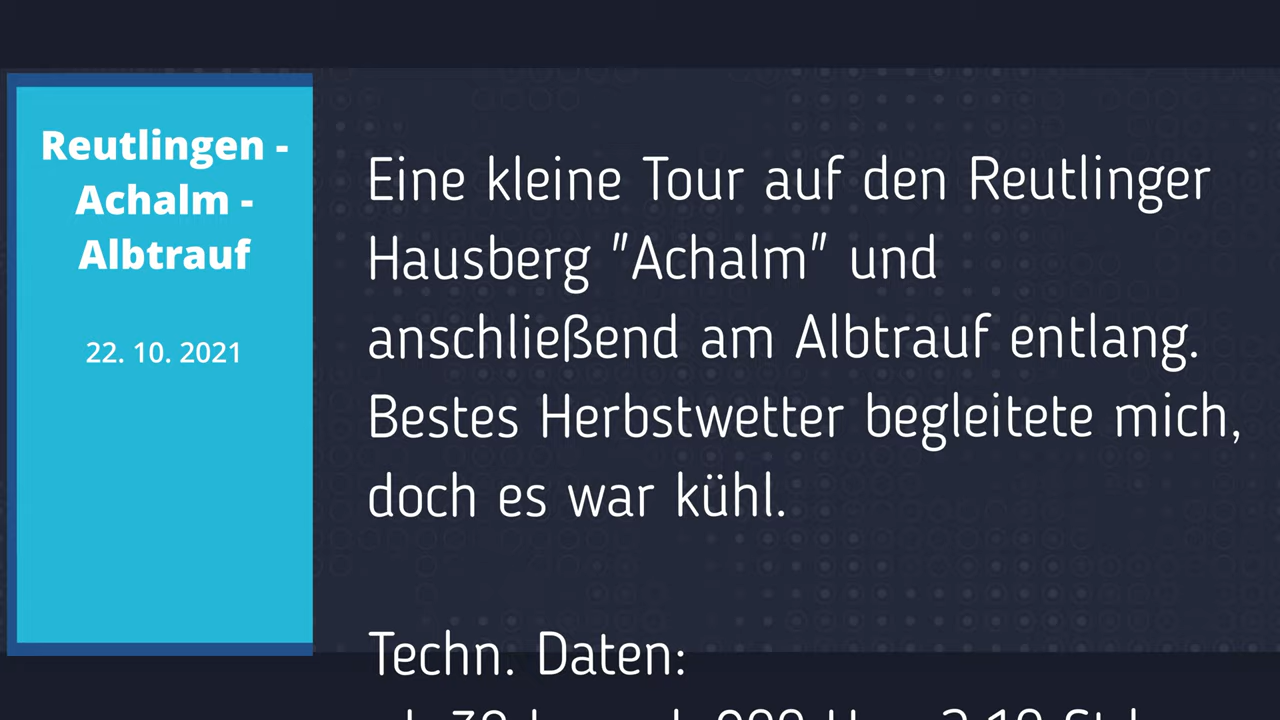 Reutlingen -
Achalm -
Albtrauf
22. 10. 2021
Eine kleine Tour auf den Reutlinger
Hausberg "Achalm" und
anschließend am Albtrauf entlang.
Bestes Herbstwetter begleitete mich,
doch es war kühl.
Techn. Daten: